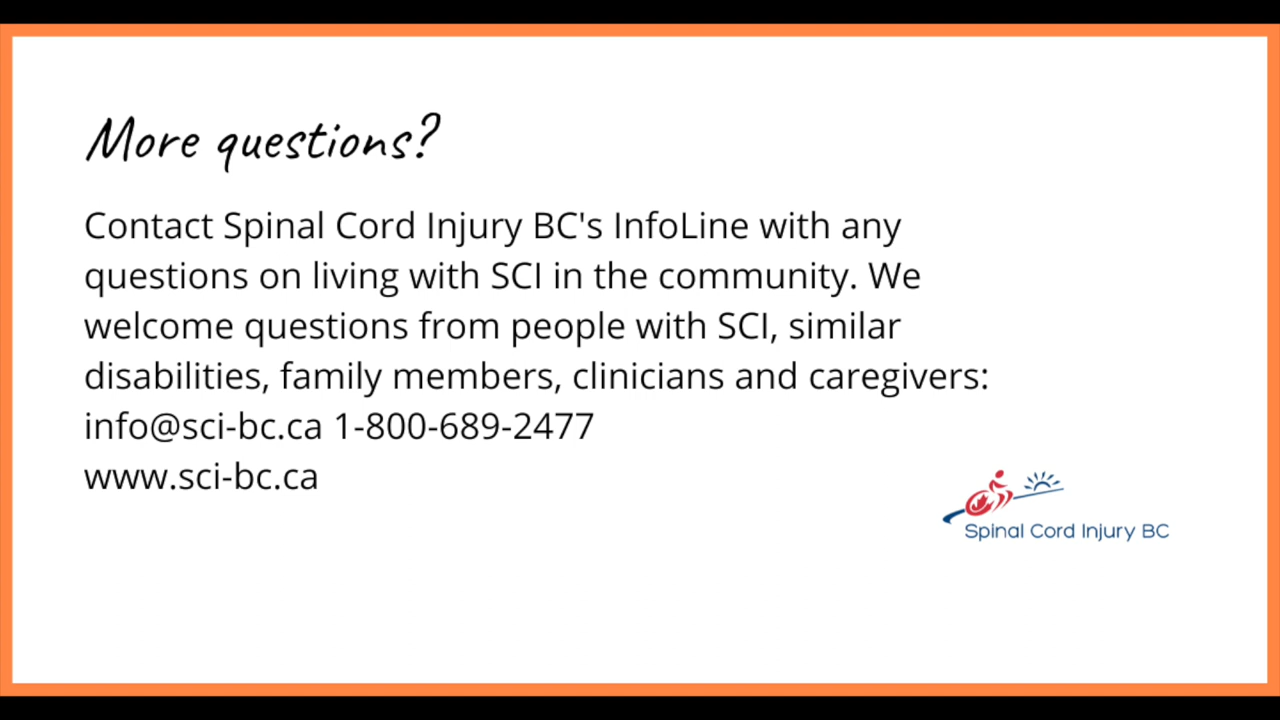 More questions?
Contact Spinal Cord Injury BC's InfoLine with any
questions on living with SCI in the community. We
welcome questions from people with SCI, similar
disabilities, family members, clinicians and caregivers:
info@sci-bc.ca 1-800-689-2477
www.sci-bc.ca
Spinal Cord Injury BC